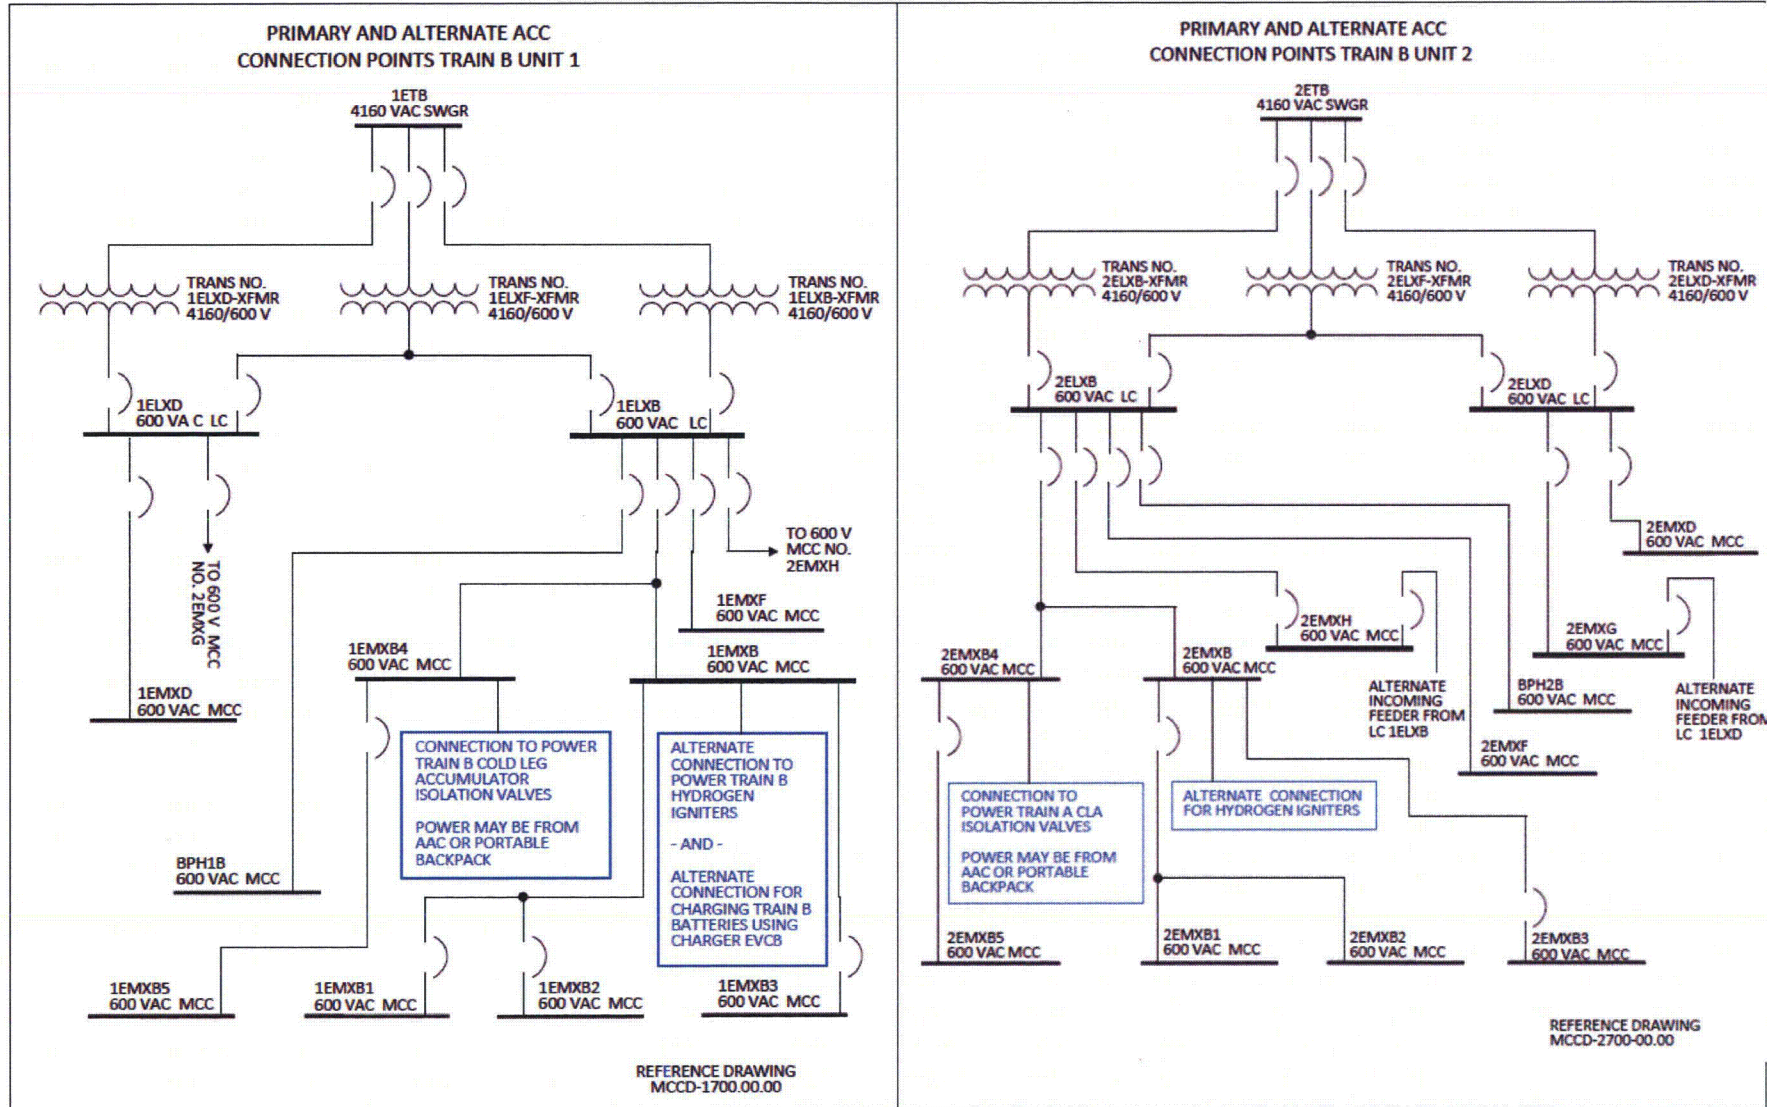 PRIMARY AND ALTERNATE ACC
CONNECTION POINTS TRAIN B UNIT 1
1ETB
4160 VAC SWGR
TRANS NO.
1ELXD-XFMR
4160/600 V
TRANS NO.
1ELXF-XFMR
4160/600 V
TRANS NO.
1ELXB-XFMR
4160/600 V
1ELXD
600 VA C LC
1ELXB
600 VAC LC
TO 600 V MCC
NO. 2EMXG
TO 600 V
MCC NO.
2EMXH
1EMXF
600 VAC MCC
1EMXB4
600 VAC MCC
1EMXB
600 VAC MCC
1EMXD
600 VAC MCC
CONNECTION TO POWER
TRAIN B COLD LEG
ACCUMULATOR
ISOLATION VALVES
POWER MAY BE FROM
AAC OR PORTABLE
BACKPACK
ALTERNATE
CONNECTION TO
POWER TRAIN B
HYDROGEN
IGNITERS
- AND -
ALTERNATE
CONNECTION FOR
CHARGING TRAIN B
BATTERIES USING
CHARGER EVCB
BPH1B
600 VAC MCC
1EMXB5
600 VAC MCC
1EMXB1
600 VAC MCC
1EMXB2
600 VAC MCC
1EMXB3
600 VAC MCC
REFERENCE DRAWING
MCCD-1700.00.00
PRIMARY AND ALTERNATE ACC
CONNECTION POINTS TRAIN B UNIT 2
2ETB
4160 VAC SWGR
TRANS NO.
2ELXB-XFMR
4160/600 V
TRANS NO.
2ELXF-XFMR
4160/600 V
TRANS NO.
2ELXD-XFMR
4160/600 V
2ELXB
600 VAC LC
2ELXD
600 VAC LC
2EMXD
600 VAC MCC
2EMXH
600 VAC MCC
2EMXG
600 VAC MCC
2EMXB4
600 VAC MCC
2EMXB
600 VAC MCC
ALTERNATE
INCOMING
FEEDER FROM
LC 1ELXB
BPH2B
600 VAC MCC
ALTERNATE
INCOMING
FEEDER FROM
LC 1ELXD
2EMXF
600 VAC MCC
CONNECTION TO
POWER TRAIN A CLA
ISOLATION VALVES
POWER MAY BE FROM
AAC OR PORTABLE
BACKPACK
ALTERNATE CONNECTION
FOR HYDROGEN IGNITERS
2EMXB5
600 VAC MCC
2EMXB1
600 VAC MCC
2EMXB2
600 VAC MCC
2EMXB3
600 VAC MCC
REFERENCE DRAWING
MCCD-2700-00.00